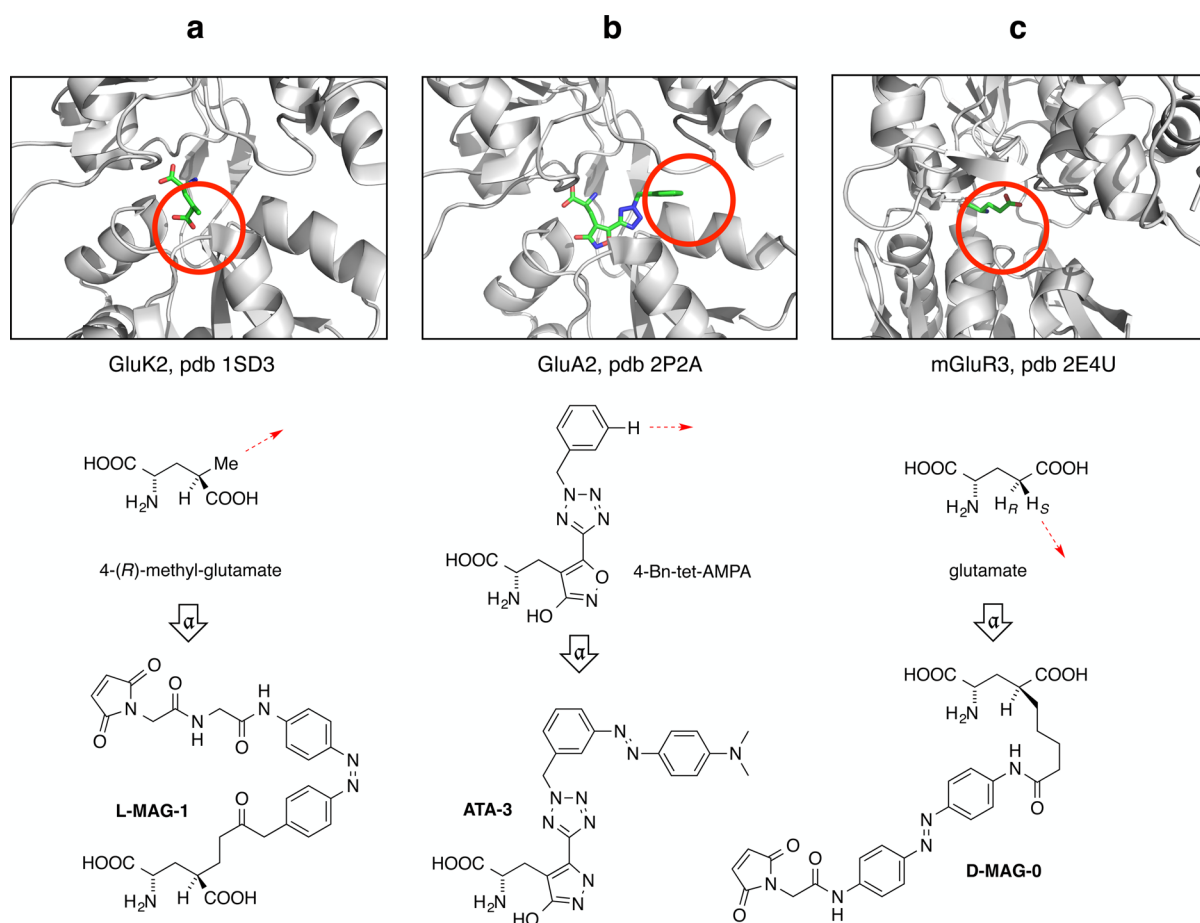 a
b
c
GluK2, pdb 1SD3
GluA2, pdb 2P2A
mGluR3, pdb 2E4U
HOOC
Me
H2N
H
COOH
4-(R)-methyl-glutamate
H
N
N
N
N
HOOC
H2N
O
N
HO
4-Bn-tet-AMPA
HOOC
COOH
H2N
HR
HS
glutamate
α
α
α
O
N
O
O
N
H
O
H
N
N
N
O
L-MAG-1
HOOC
H2N
H
COOH
N
N
N
N
N
N
N
ATA-3
HOOC
H2N
N
N
HO
HOOC
COOH
H2N
H
H
N
O
N
N
O
N
O
O
N
H
D-MAG-0